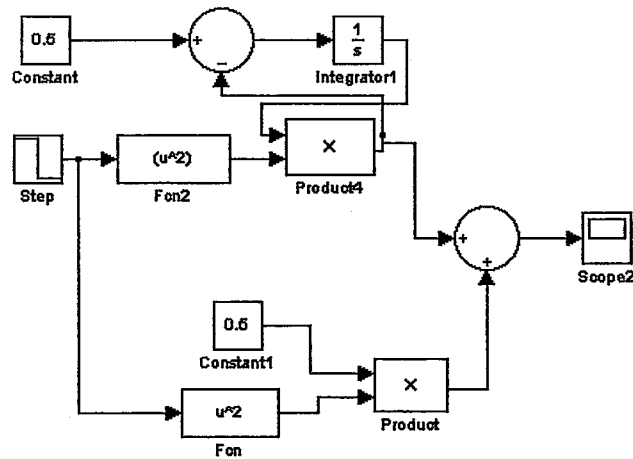 0.5
Constant
+
−
1
s
Integrator1
Step
(u^2)
Fcn2
×
Product4
+
+
Scope2
0.5
Constant1
u^2
Fcn
×
Product